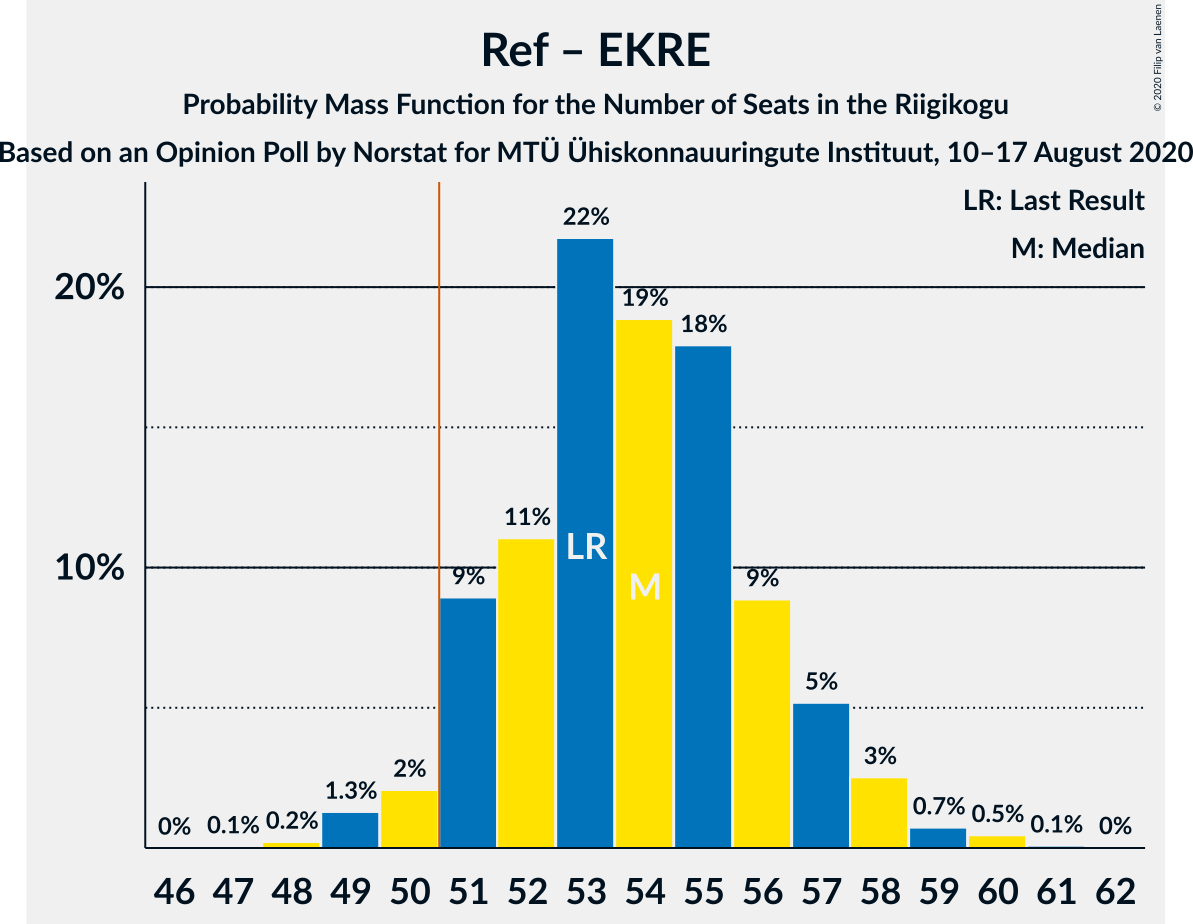 Ref – EKRE
Probability Mass Function for the Number of Seats in the Riigikogu
Based on an Opinion Poll by Norstat for MTÜ Ühiskonnauuringute Instituut, 10–17 August 2020
© 2020 Filip van Laenen
LR: Last Result
M: Median
20%
10%
0% 0.1% 0.2% 1.3% 2% 9% 11% 22% 19% 18% 9% 5% 3% 0.7% 0.5% 0.1% 0%
LR
M
46 47 48 49 50 51 52 53 54 55 56 57 58 59 60 61 62